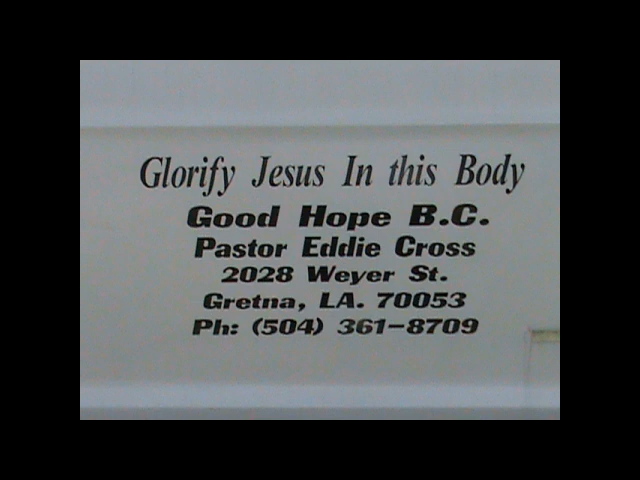 Glorify Jesus In this Body
Good Hope B.C.
Pastor Eddie Cross
2028 Weyer St.
Gretna, LA. 70053
Ph: (504) 361-8709